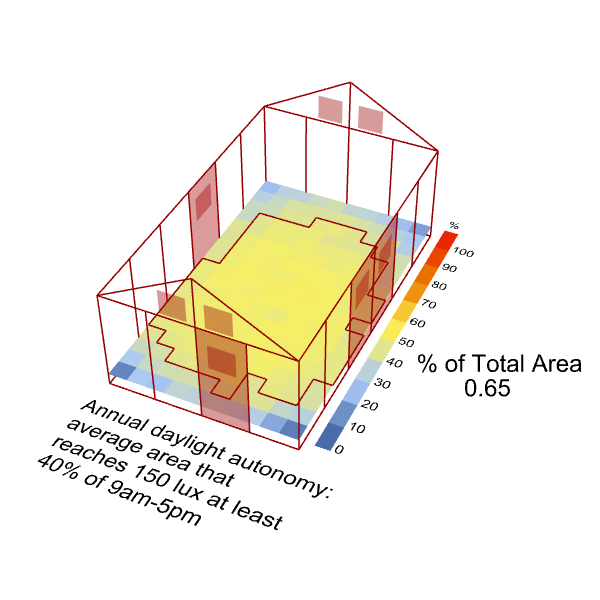 %
100
90
80
70
60
50
40
30
20
10
0
% of Total Area
0.65
Annual daylight autonomy:
average area that
reaches 150 lux at least
40% of 9am-5pm